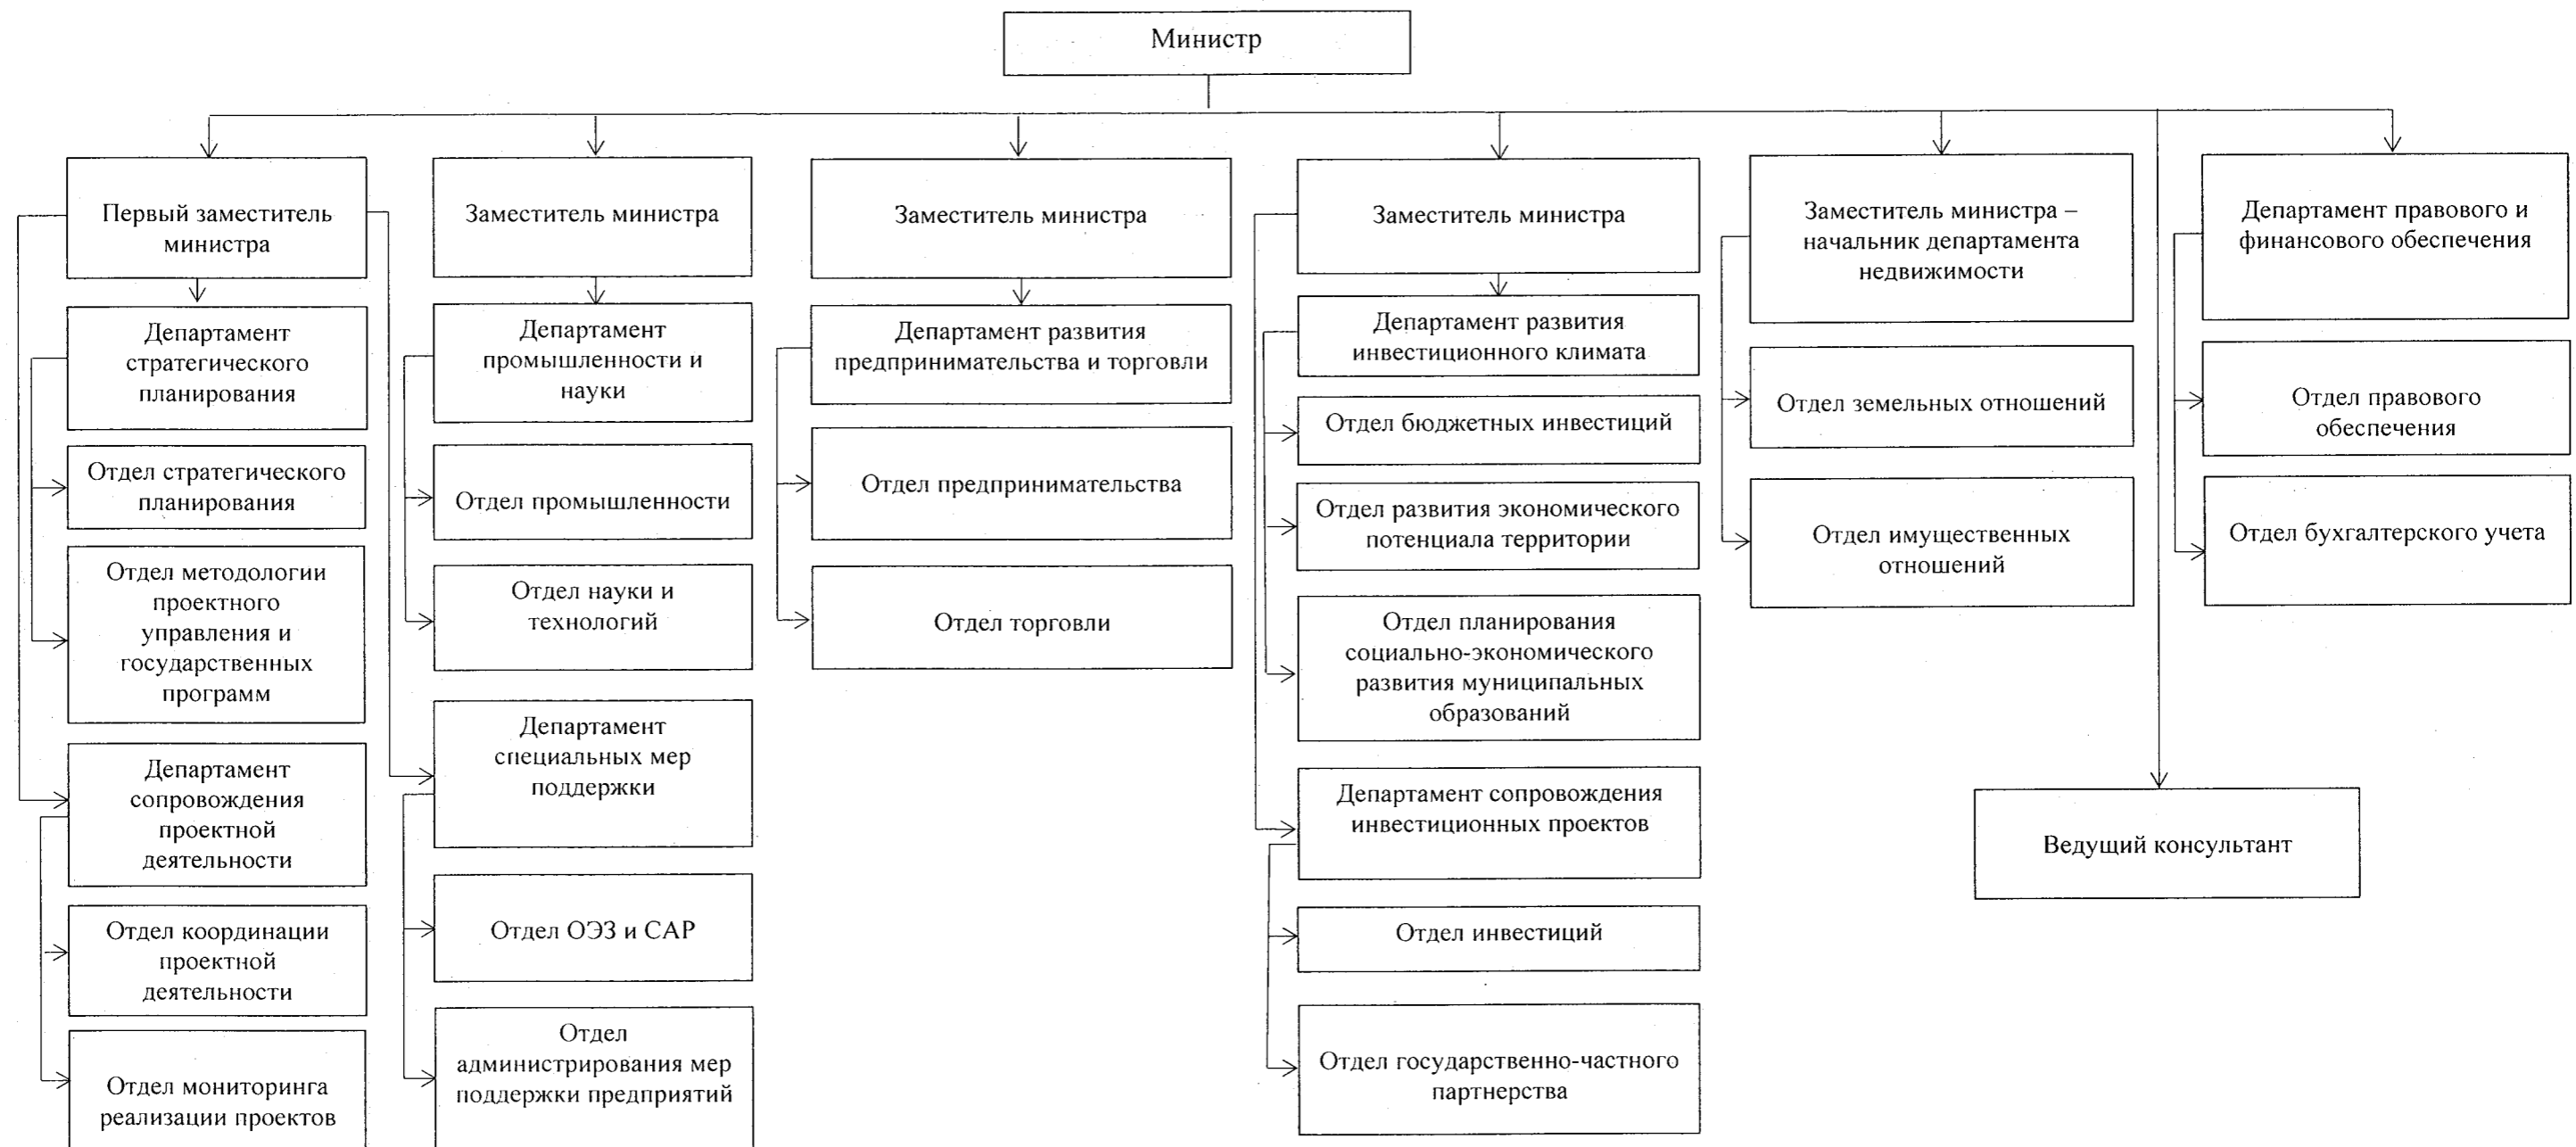 Министр
Первый заместитель
министра
Департамент
стратегического
планирования
Отдел стратегического
планирования
Отдел методологии
проектного
управления и
государственных
программ
Департамент
сопровождения
проектной
деятельности
Отдел координации
проектной
деятельности
Отдел мониторинга
реализации проектов
Заместитель министра
Департамент
промышленности и
науки
Отдел промышленности
Отдел науки и
технологий
Департамент
специальных мер
поддержки
Отдел ОЭЗ и САР
Отдел
администрирования мер
поддержки предприятий
Заместитель министра
Департамент развития
предпринимательства и торговли
Отдел предпринимательства
Отдел торговли
Заместитель министра
Департамент развития
инвестиционного климата
Отдел бюджетных инвестиций
Отдел развития экономического
потенциала территории
Отдел планирования
социально-экономического
развития муниципальных
образований
Департамент сопровождения
инвестиционных проектов
Отдел инвестиций
Отдел государственно-частного
партнерства
Заместитель министра –
начальник департамента
недвижимости
Отдел земельных отношений
Отдел имущественных
отношений
Ведущий консультант
Департамент правового и
финансового обеспечения
Отдел правового
обеспечения
Отдел бухгалтерского учета